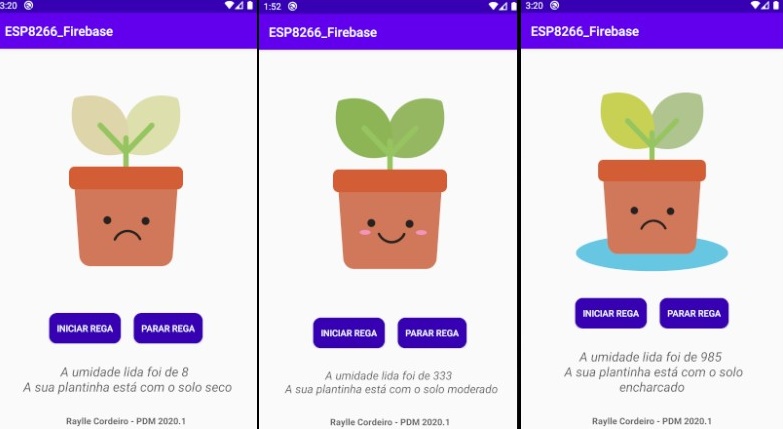 3:20
ESP8266_Firebase
INICIAR REGA
PARAR REGA
A umidade lida foi de 8
A sua plantinha está com o solo seco
Raylle Cordeiro - PDM 2020.1
1:52
ESP8266_Firebase
INICIAR REGA
PARAR REGA
A umidade lida foi de 333
A sua plantinha está com o solo moderado
Raylle Cordeiro - PDM 2020.1
3:20
ESP8266_Firebase
INICIAR REGA
PARAR REGA
A umidade lida foi de 985
A sua plantinha está com o solo
encharcado
Raylle Cordeiro - PDM 2020.1